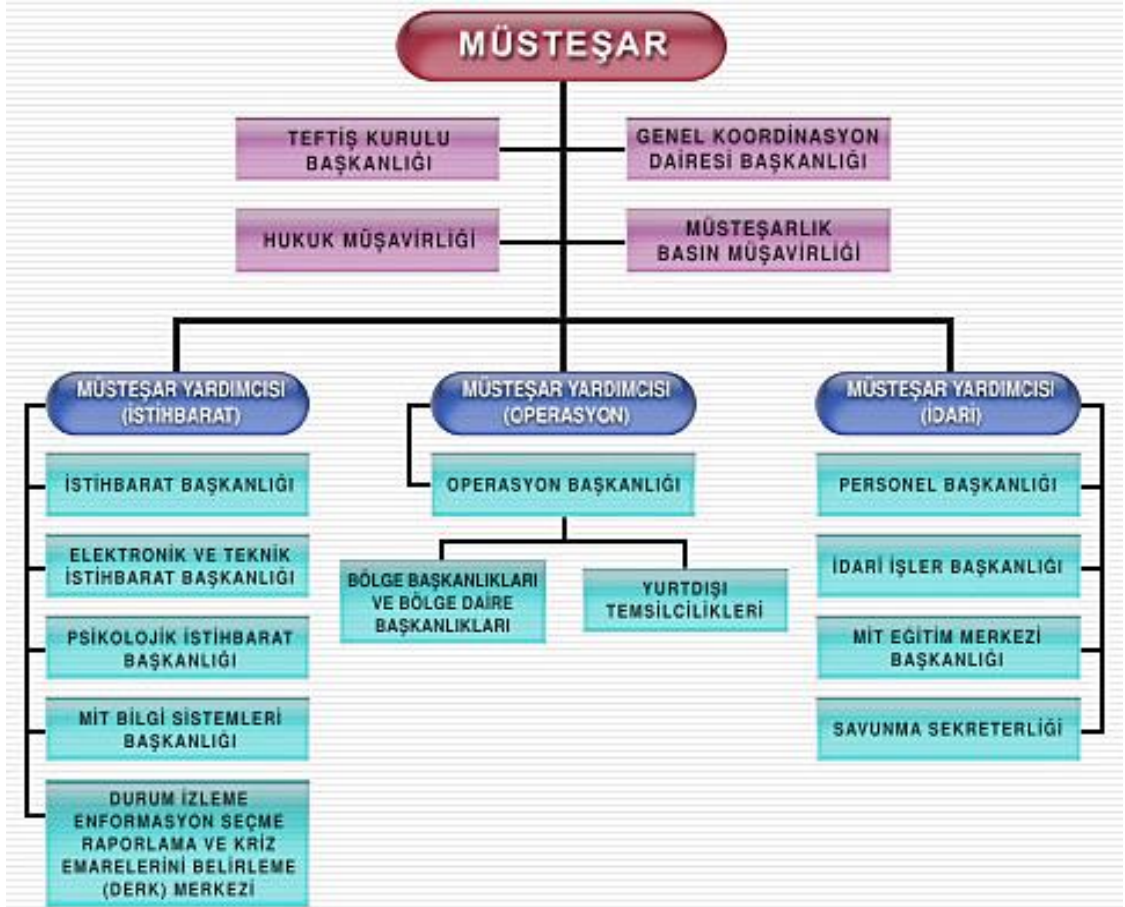 MÜSTEŞAR
TEFTİŞ KURULU
BAŞKANLIĞI
GENEL KOORDİNASYON
DAİRESİ BAŞKANLIĞI
HUKUK MÜŞAVİRLİĞİ
MÜSTEŞARLIK
BASIN MÜŞAVİRLİĞİ
MÜSTEŞAR YARDIMCISI
(İSTİHBARAT)
İSTİHBARAT BAŞKANLIĞI
ELEKTRONİK VE TEKNİK
İSTİHBARAT BAŞKANLIĞI
PSİKOLOJİK İSTİHBARAT
BAŞKANLIĞI
MİT BİLGİ SİSTEMLERİ
BAŞKANLIĞI
DURUM İZLEME
ENFORMASYON SEÇME
RAPORLAMA VE KRİZ
EMARELERİNİ BELİRLEME
(DERK) MERKEZİ
MÜSTEŞAR YARDIMCISI
(OPERASYON)
OPERASYON BAŞKANLIĞI
BÖLGE BAŞKANLIKLARI
VE BÖLGE DAİRE
BAŞKANLIKLARI
YURTDIŞI
TEMSİLCİLİKLERİ
MÜSTEŞAR YARDIMCISI
(İDARİ)
PERSONEL BAŞKANLIĞI
İDARİ İŞLER BAŞKANLIĞI
MİT EĞİTİM MERKEZİ
BAŞKANLIĞI
SAVUNMA SEKRETERLİĞİ